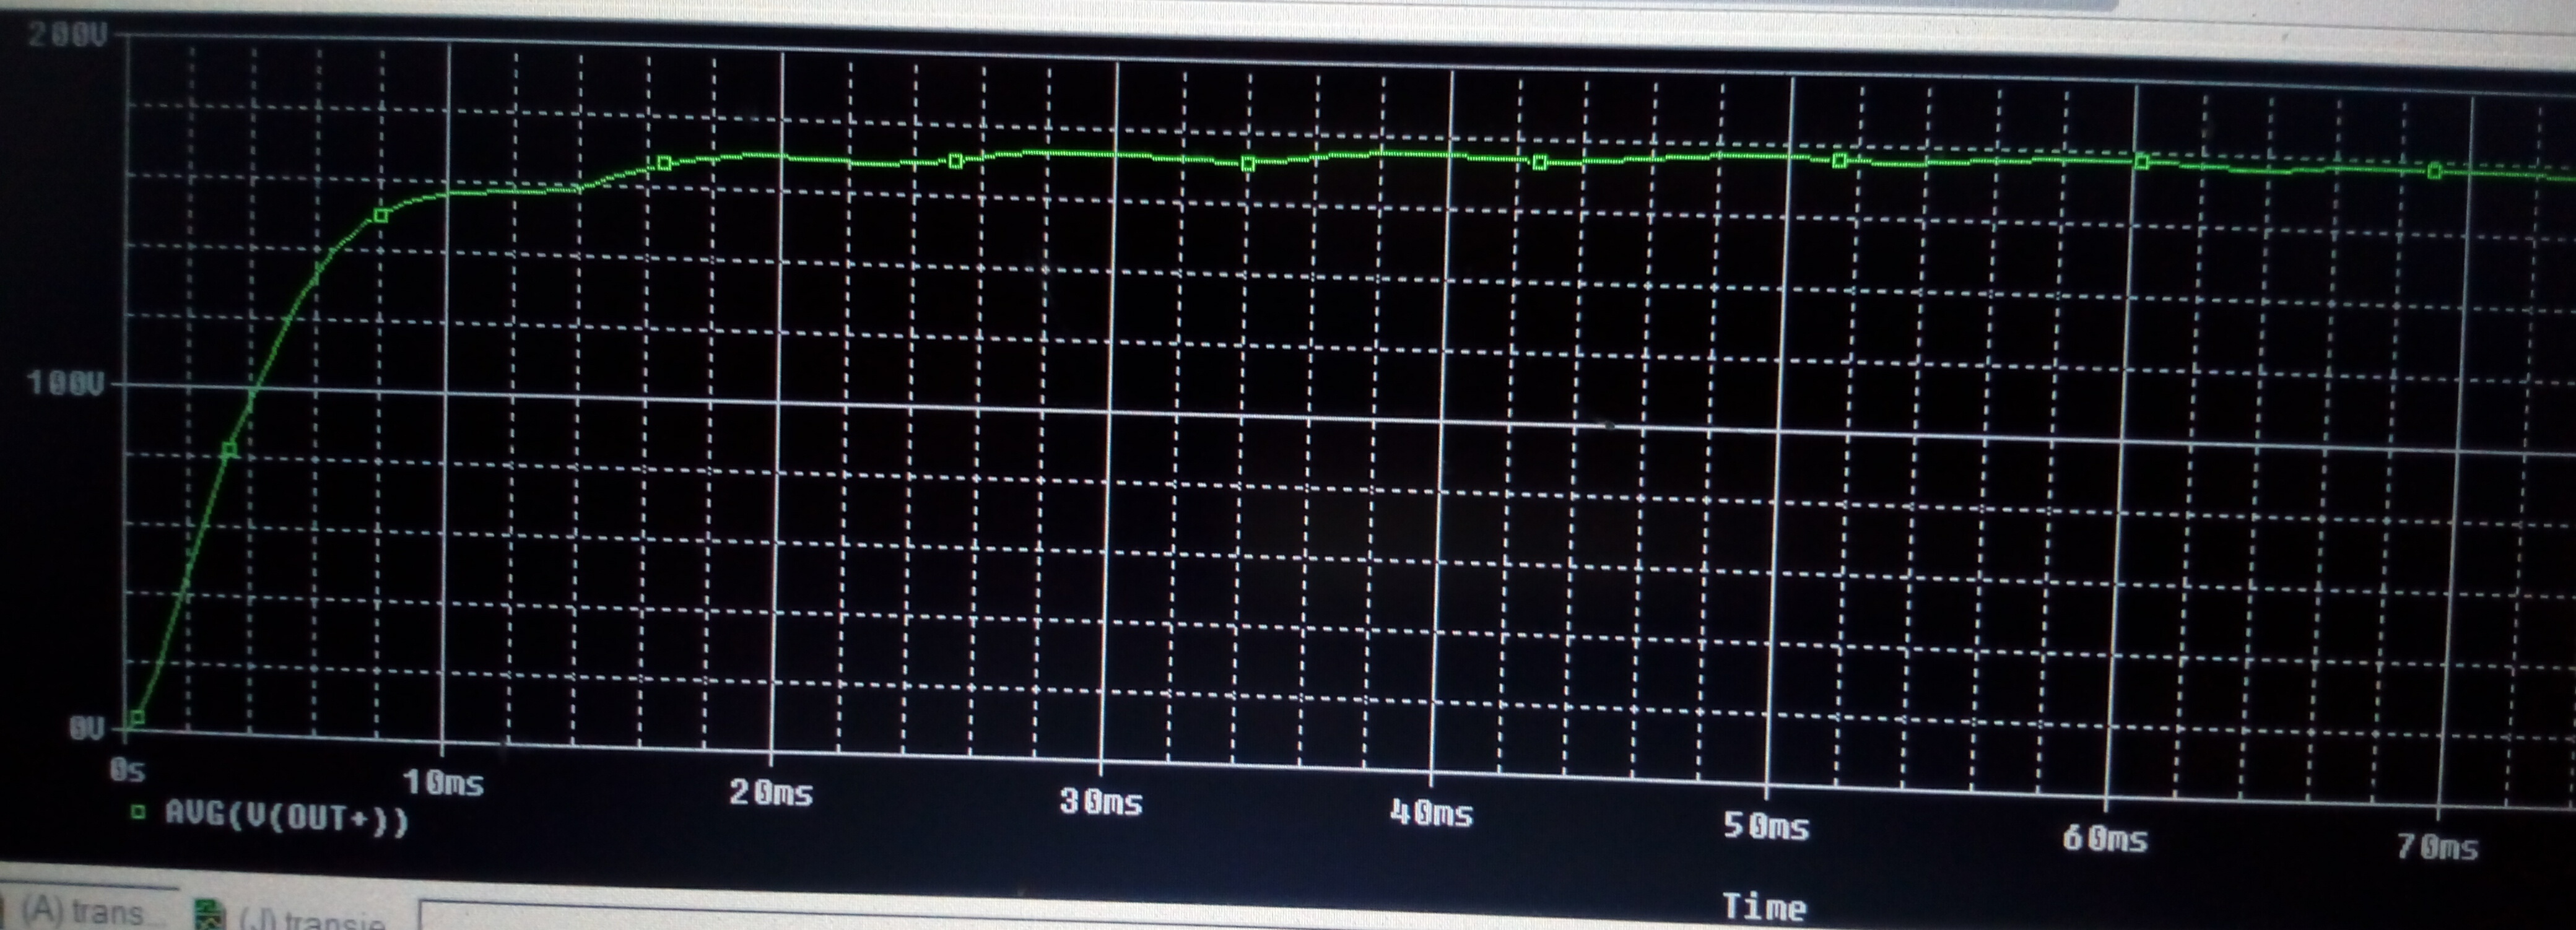 200V
100V
0V
0s 10ms 20ms 30ms 40ms 50ms 60ms 70ms
AVG(V(OUT+))
Time
(A) trans... (J) transie